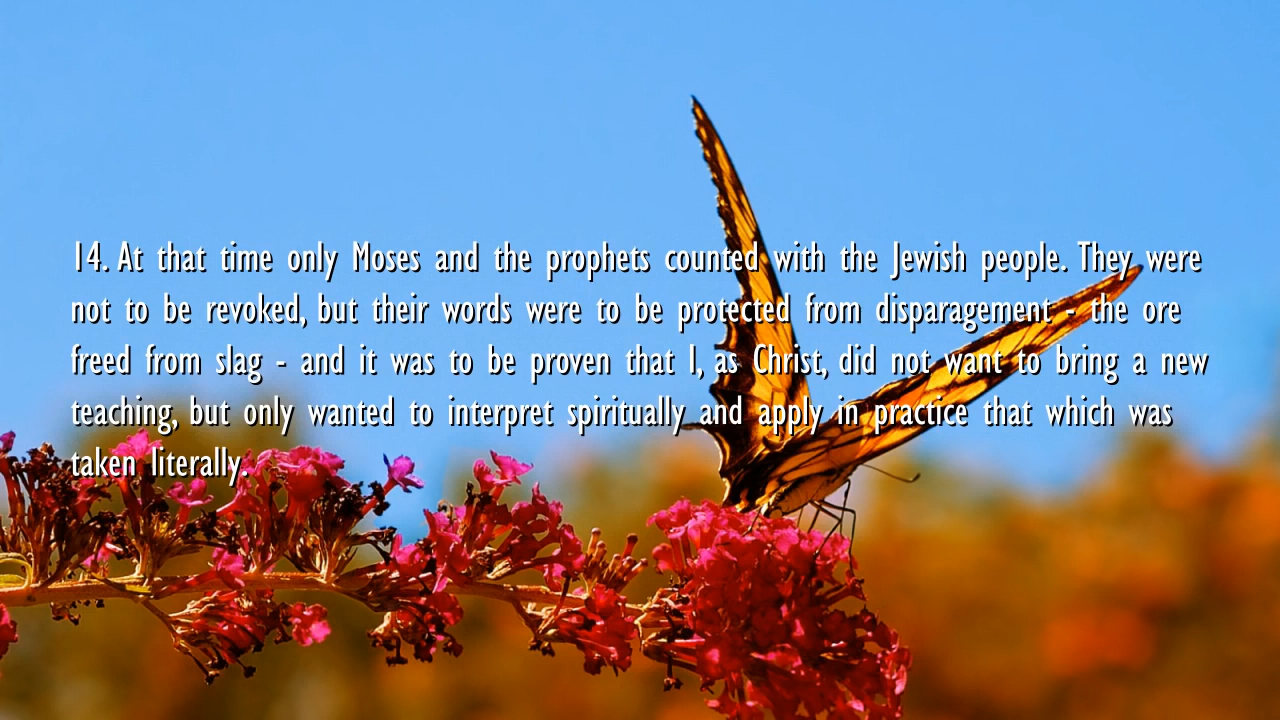 14. At that time only Moses and the prophets counted with the Jewish people. They were
not to be revoked, but their words were to be protected from disparagement - the ore
freed from slag - and it was to be proven that I, as Christ, did not want to bring a new
teaching, but only wanted to interpret spiritually and apply in practice that which was
taken literally.